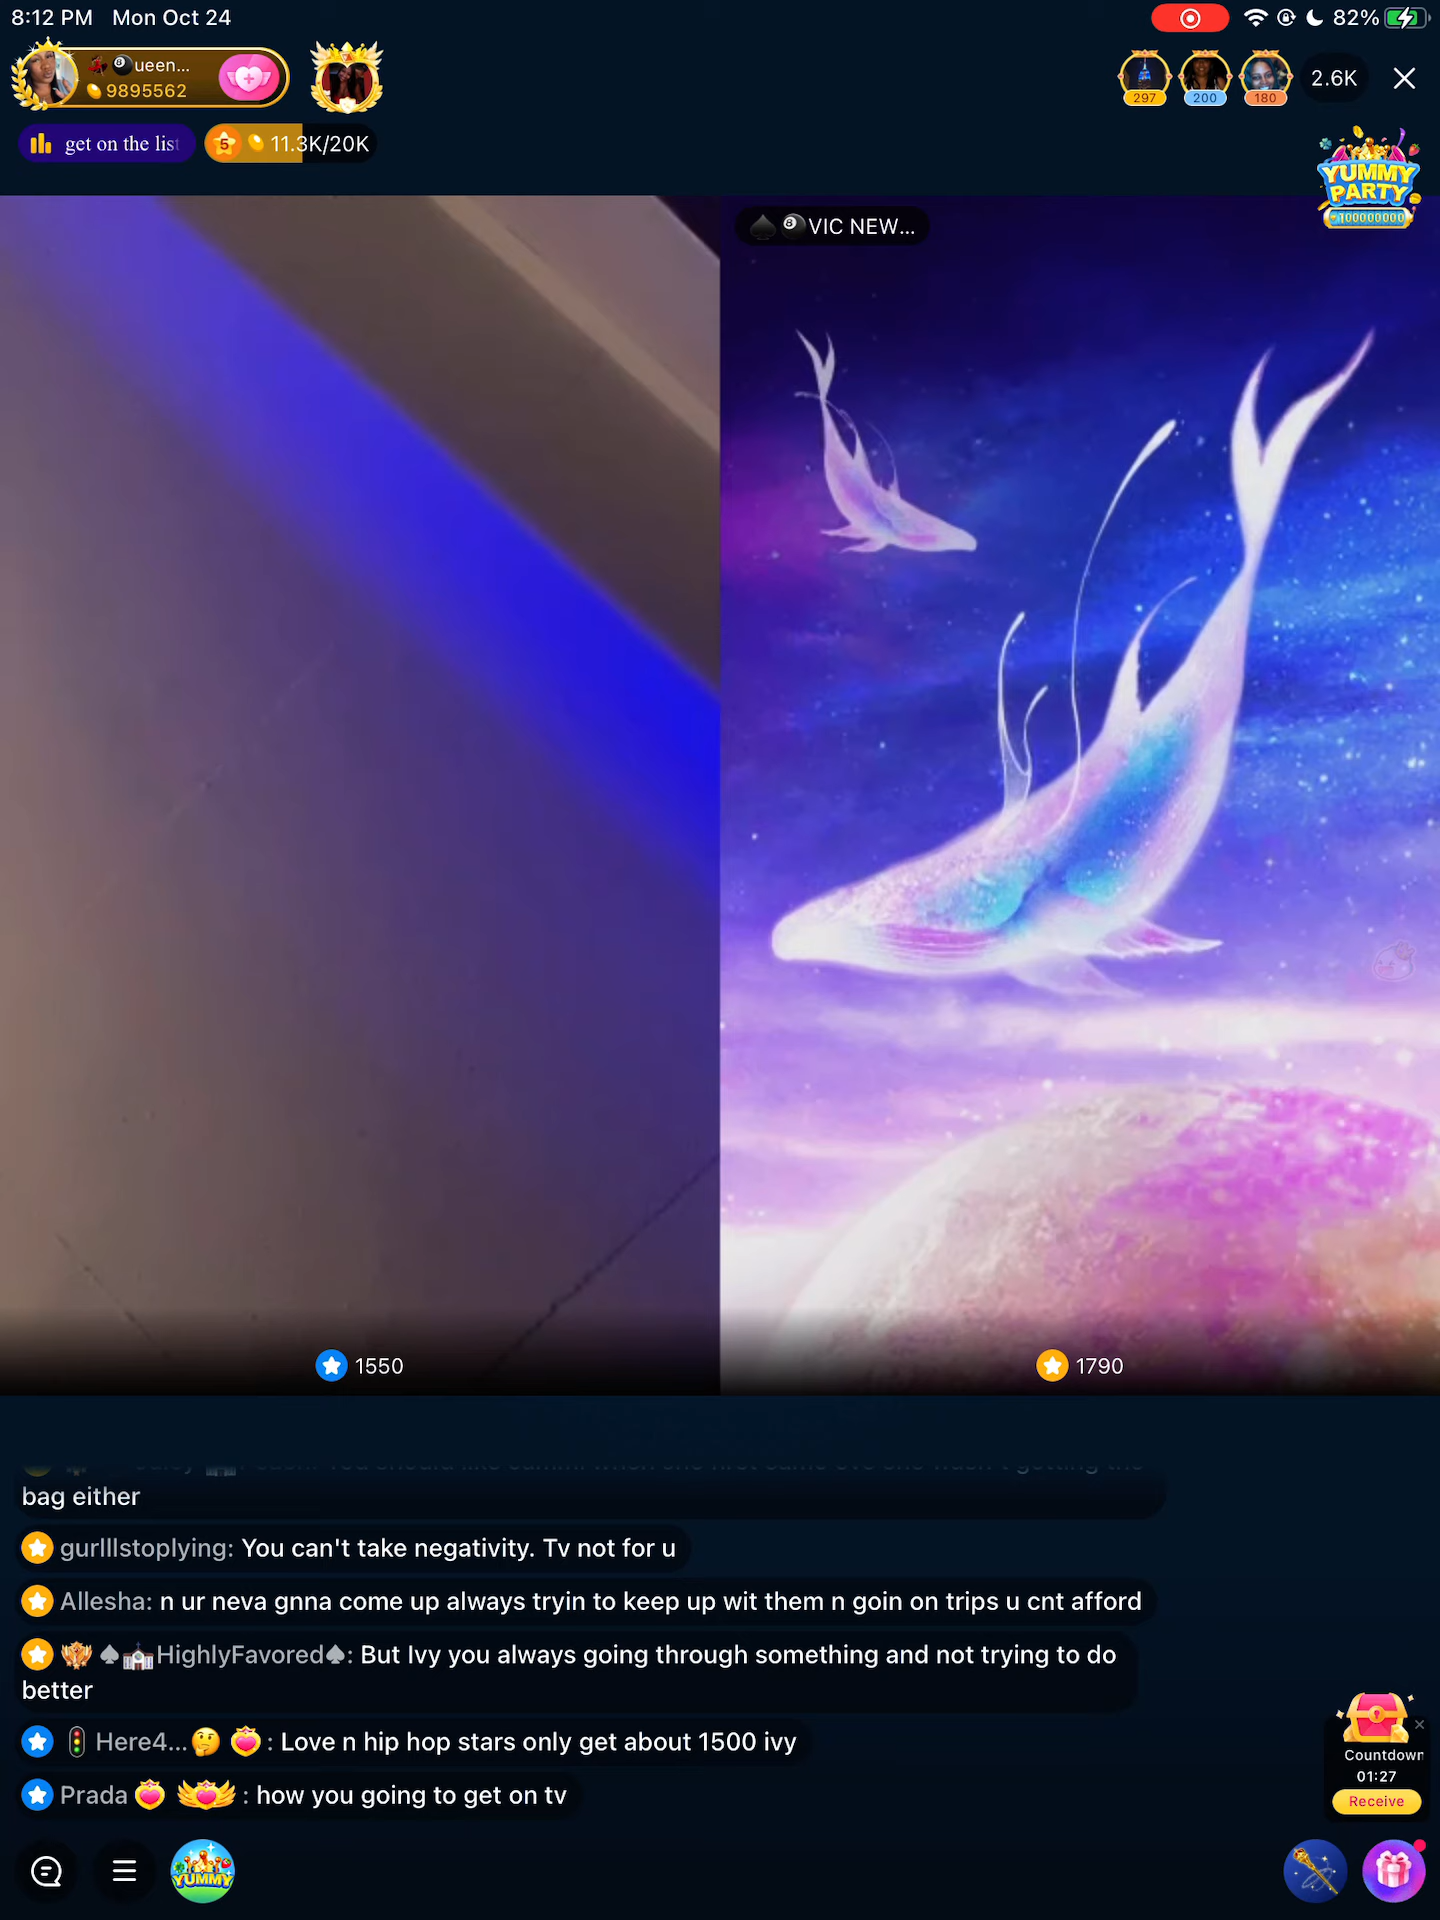 8:12 PM Mon Oct 24
82%
ueen...
9895562
297
200
180
2.6K
get on the list
5
11.3K/20K
YUMMY
PARTY
100000000
VIC NEW...
1550
1790
bag either
gurlllstoplying: You can't take negativity. Tv not for u
Allesha: n ur neva gnna come up always tryin to keep up wit them n goin on trips u cnt afford
HighlyFavored♠: But Ivy you always going through something and not trying to do
better
Here4...🤔 : Love n hip hop stars only get about 1500 ivy
Prada : how you going to get on tv
Countdown
01:27
Receive
YUMMY